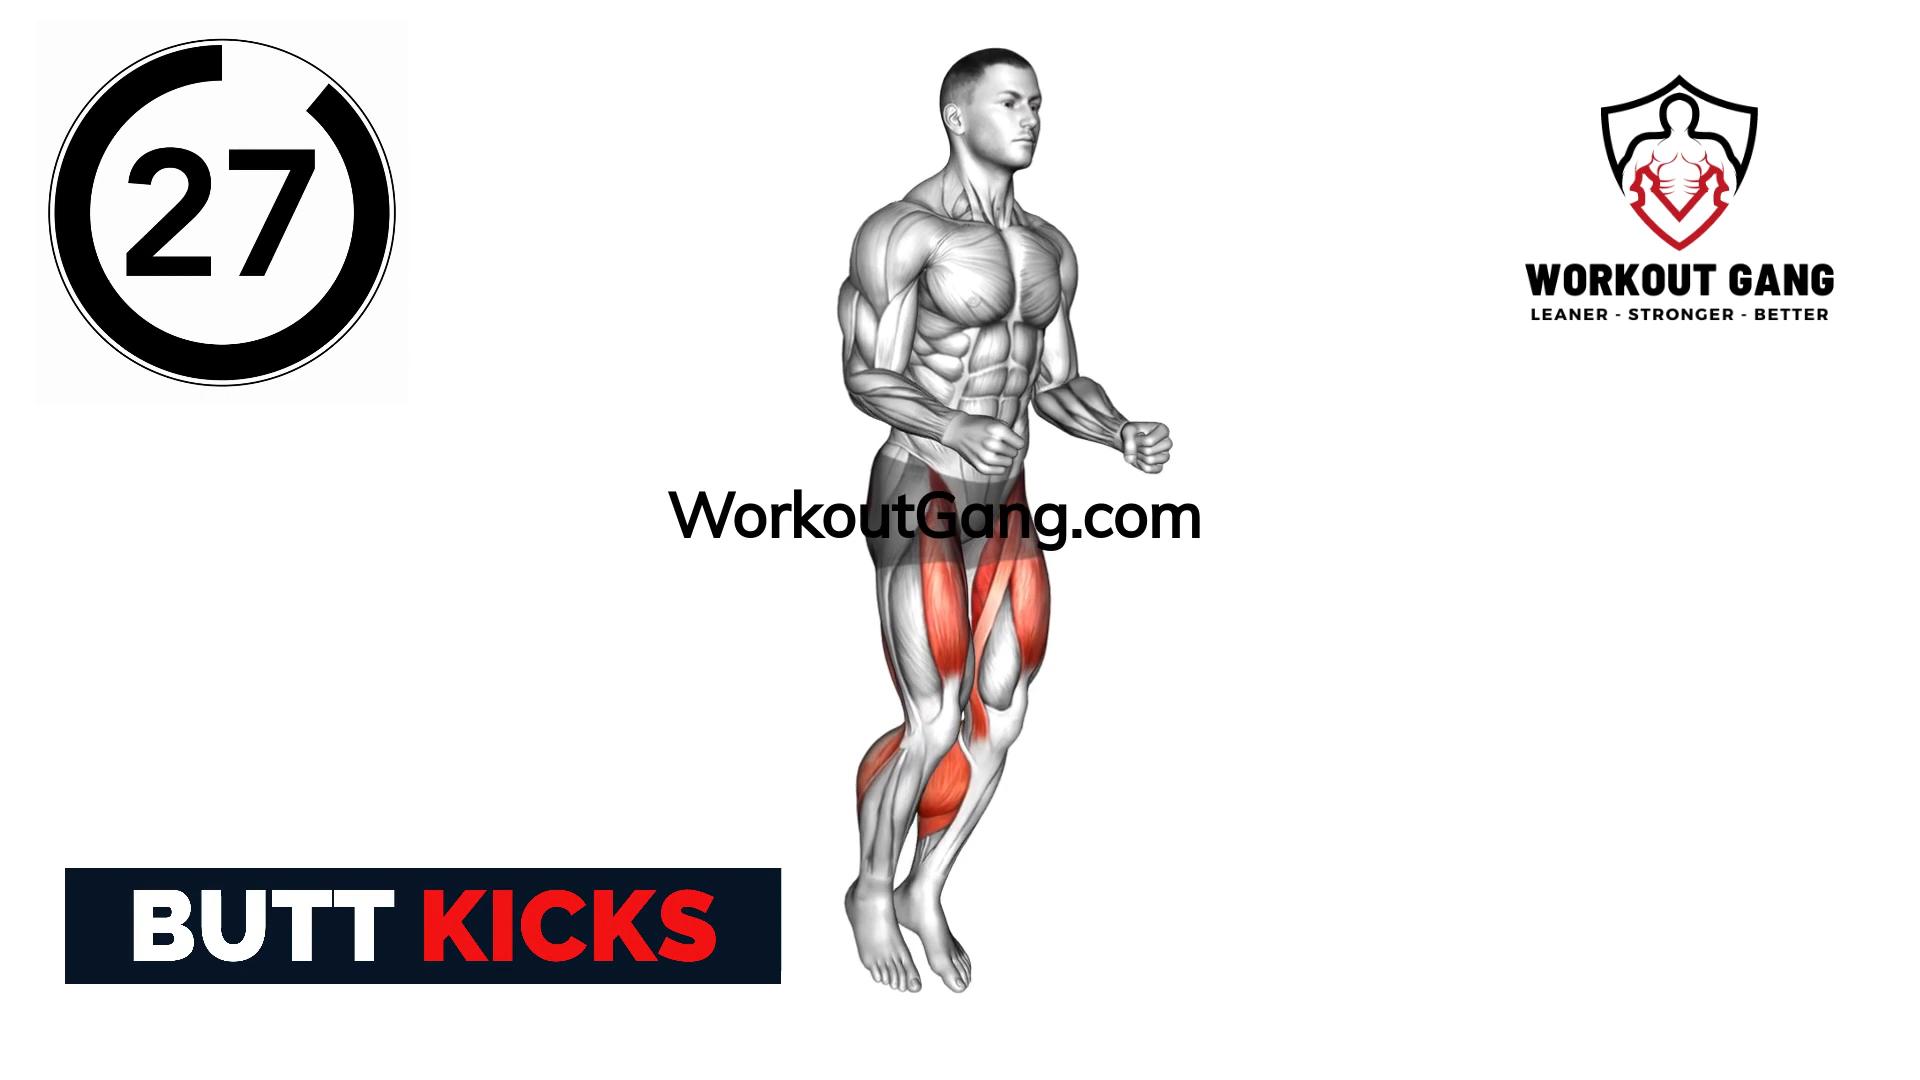 27
WORKOUT GANG
LEANER - STRONGER - BETTER
WorkoutGang.com
BUTT KICKS